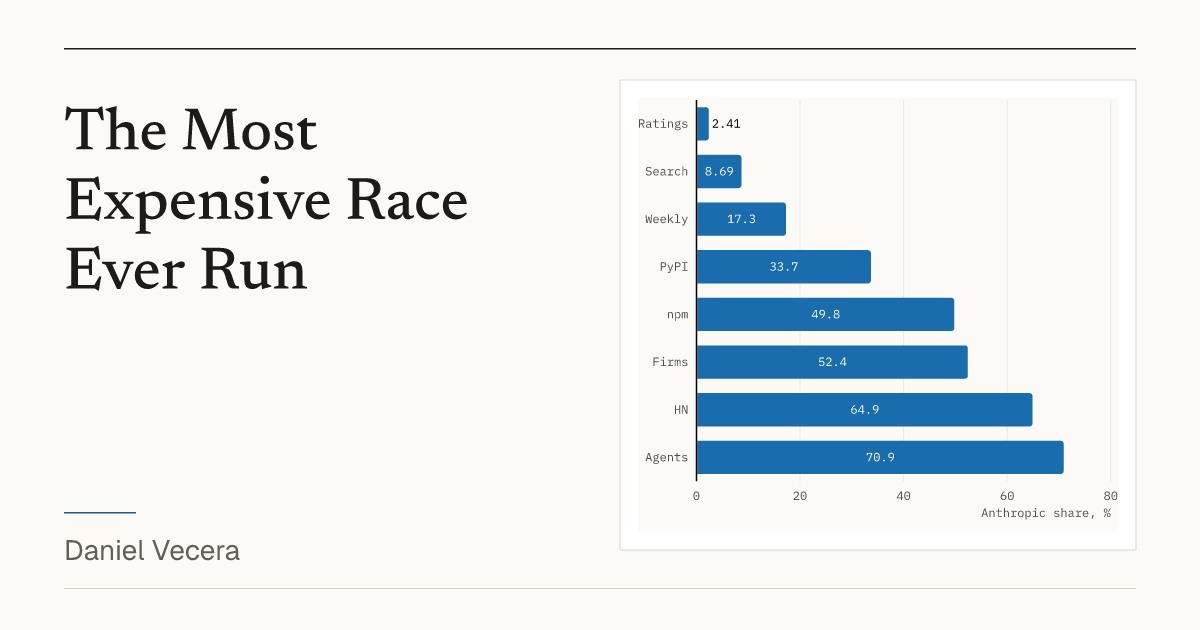 The Most
Expensive Race
Ever Run
Daniel Vecera
Ratings 2.41
Search 8.69
Weekly 17.3
PyPI 33.7
npm 49.8
Firms 52.4
HN 64.9
Agents 70.9
0 20 40 60 80
Anthropic share, %